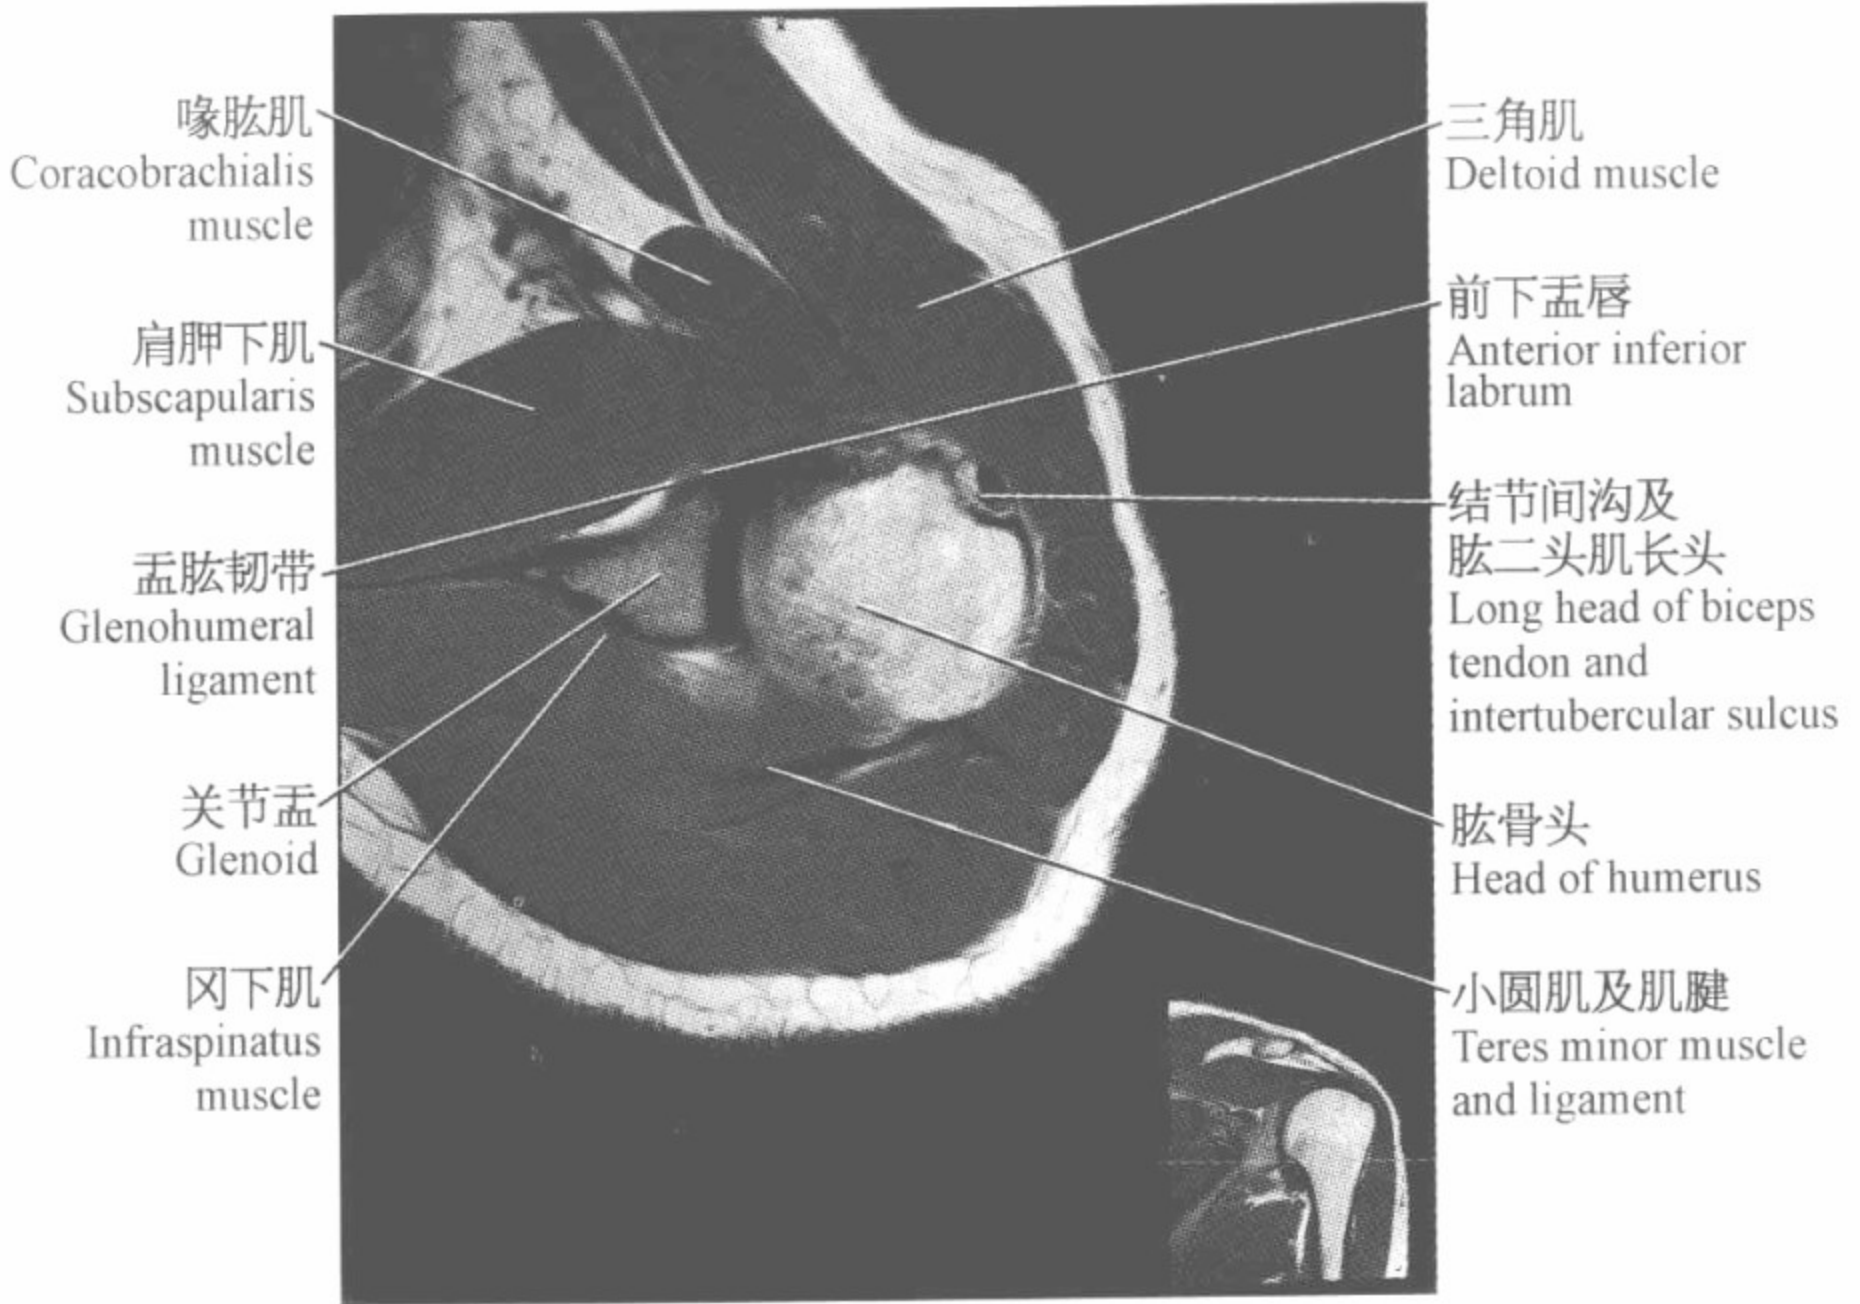 喙肱肌
Coracobrachialis
muscle
肩胛下肌
Subscapularis
muscle
盂肱韧带
Glenohumeral
ligament
关节盂
Glenoid
冈下肌
Infraspinatus
muscle
三角肌
Deltoid muscle
前下盂唇
Anterior inferior
labrum
结节间沟及
肱二头肌长头
Long head of biceps
tendon and
intertubercular sulcus
肱骨头
Head of humerus
小圆肌及肌腱
Teres minor muscle
and ligament